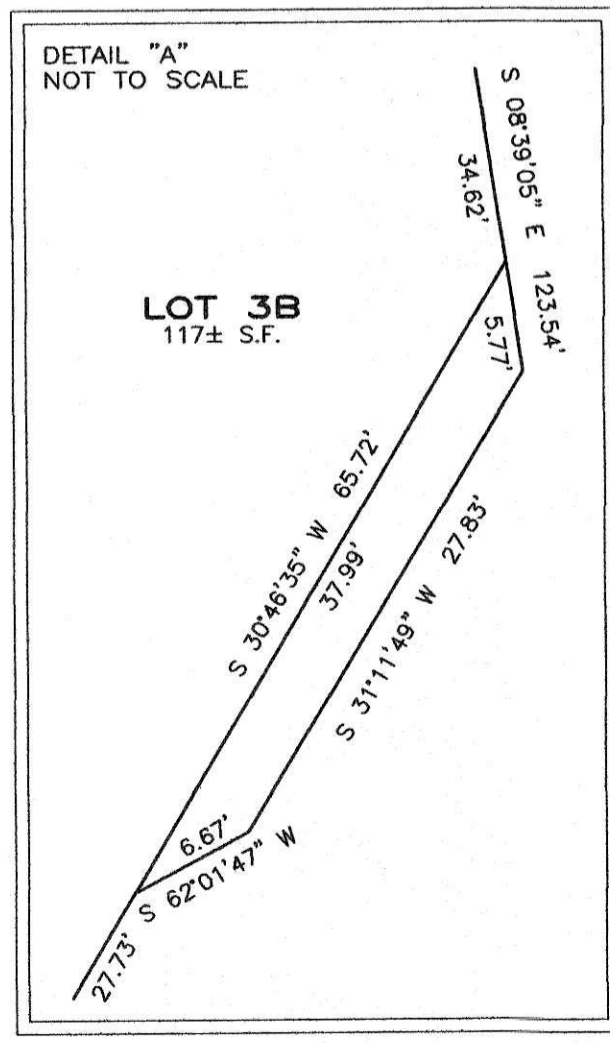 DETAIL "A"
NOT TO SCALE
S 08°39'05" E 123.54'
34.62'
LOT 3B
117± S.F.
5.77'
S 30°46'35" W 65.72'
37.99'
S 31°11'49" W 27.83'
6.67'
S 62°01'47" W
27.73'